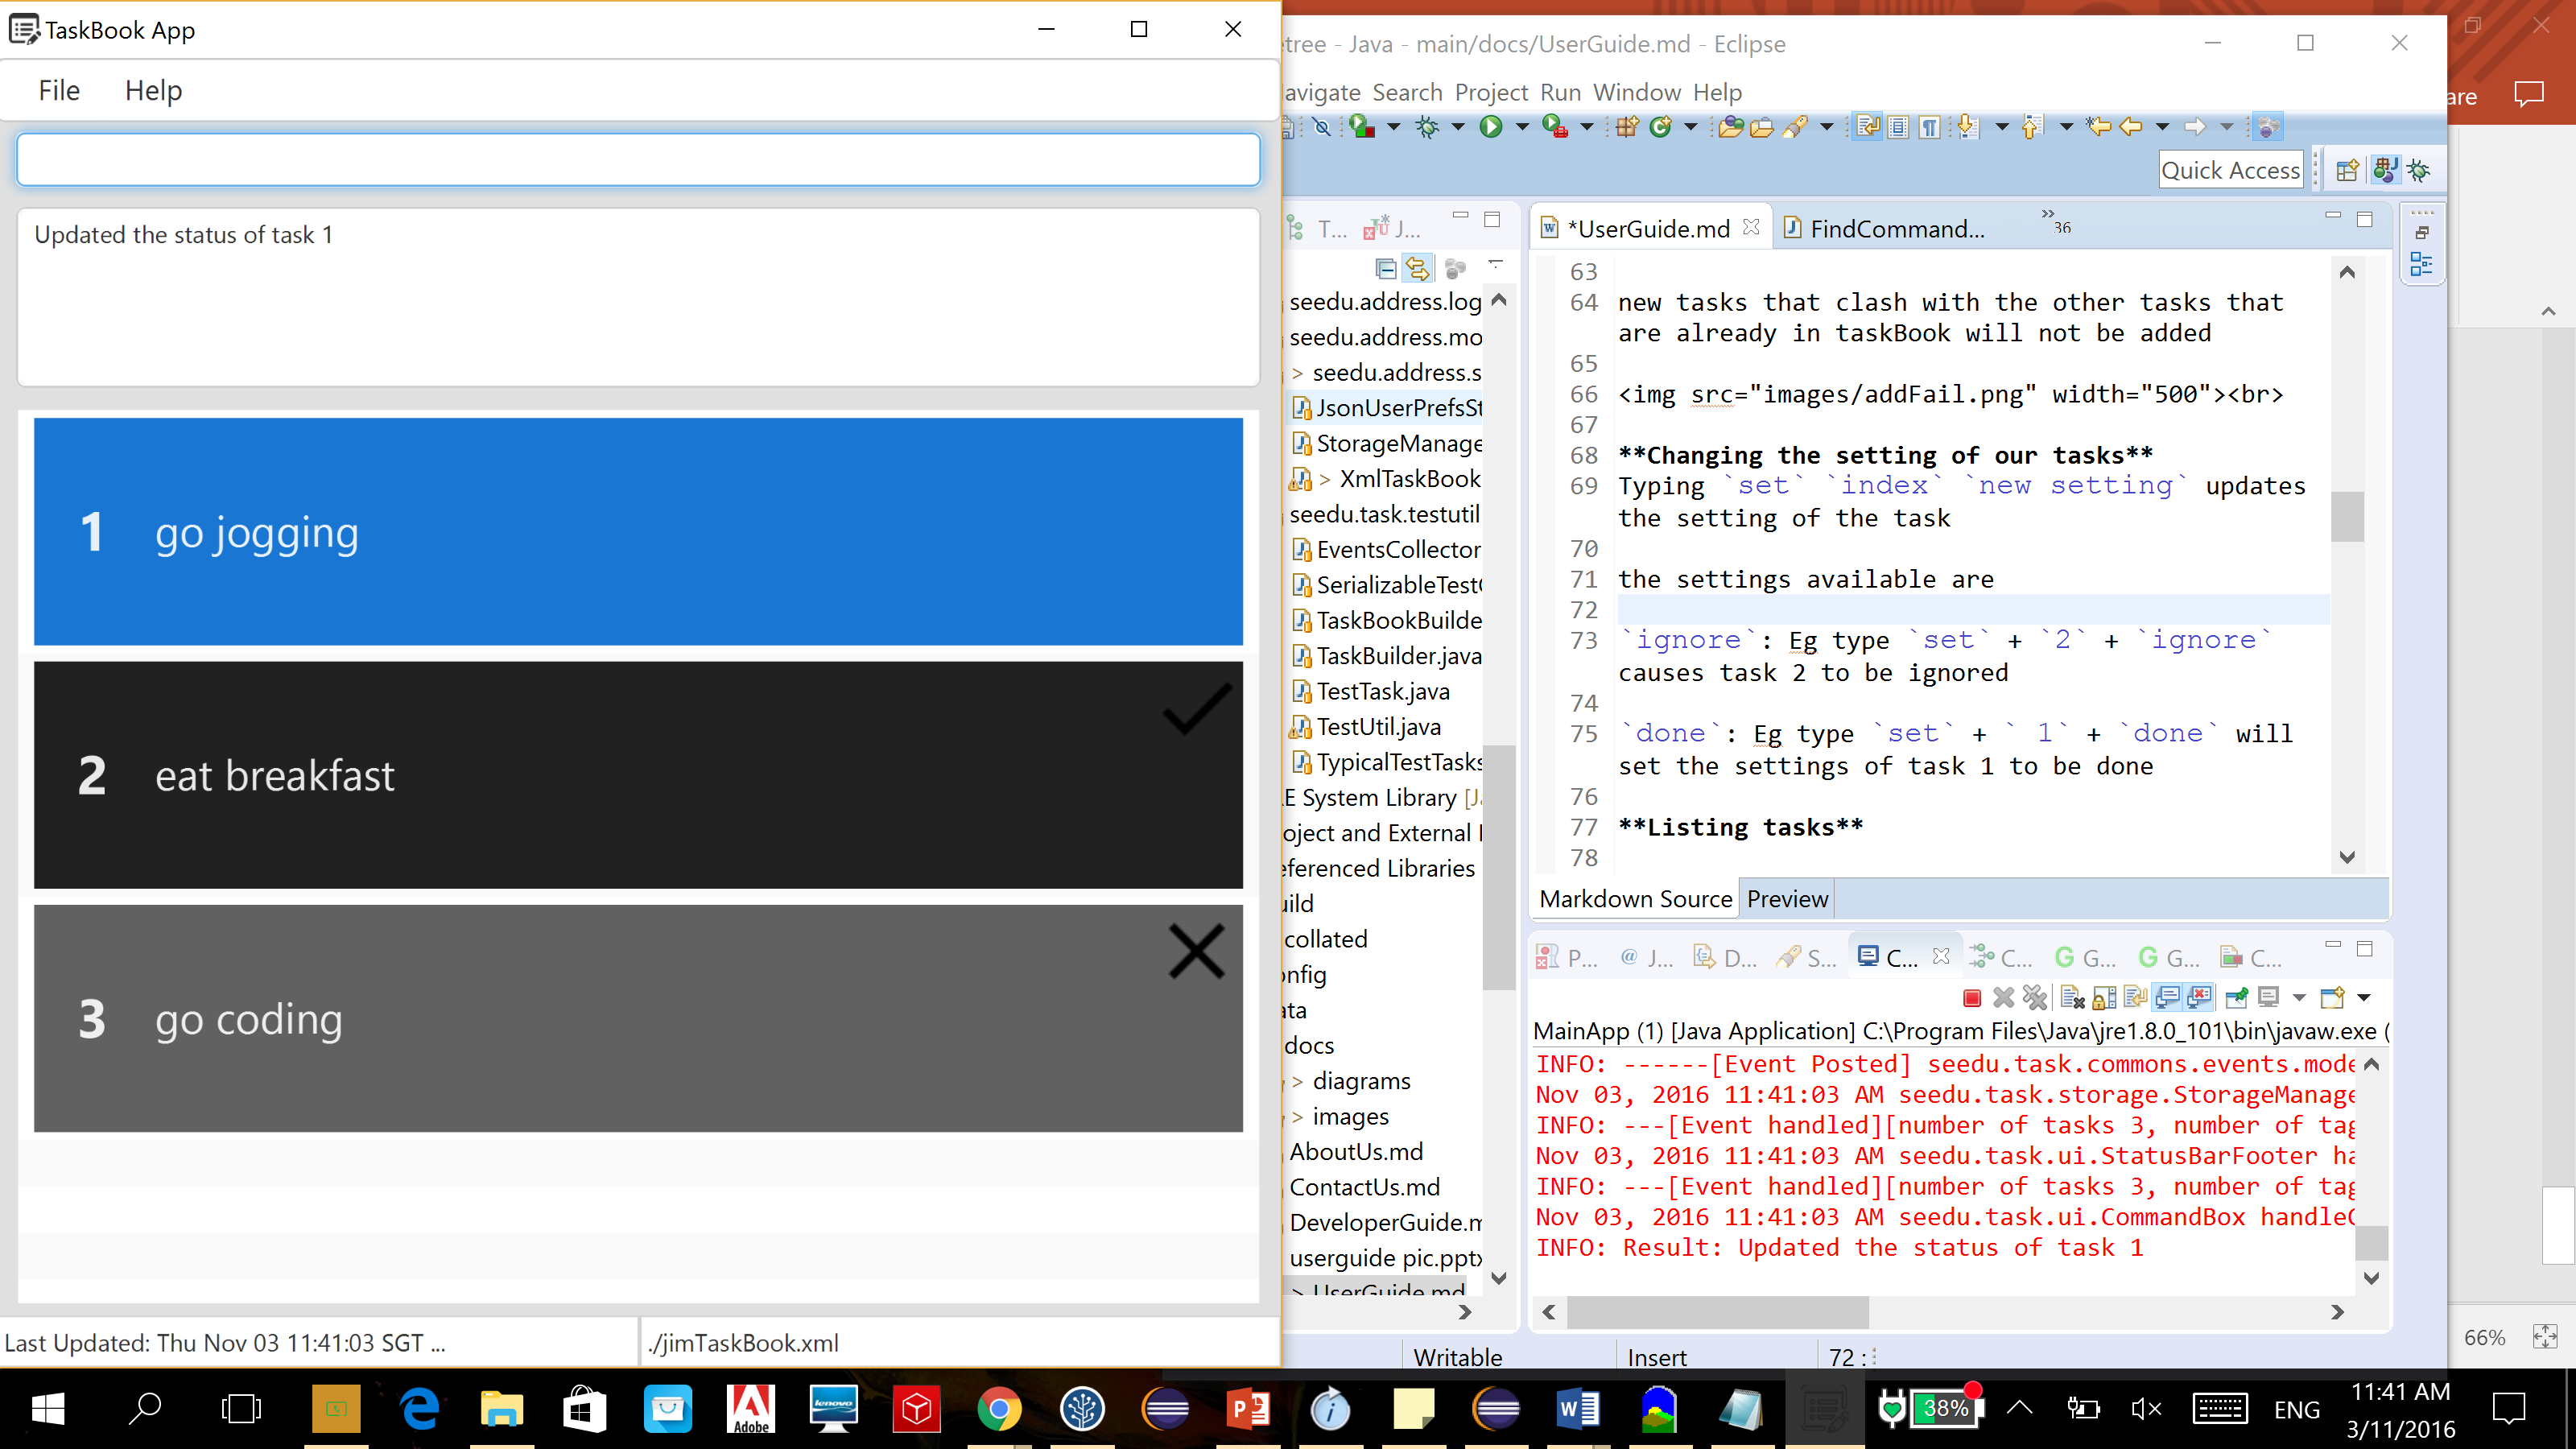 TaskBook App
File Help
Updated the status of task 1
1 go jogging
2 eat breakfast
3 go coding
Last Updated: Thu Nov 03 11:41:03 SGT ...
./jimTaskBook.xml
etree - Java - main/docs/UserGuide.md - Eclipse
avigate Search Project Run Window Help
are
Quick Access
T... J...
seedu.address.log
seedu.address.mo
> seedu.address.s
JsonUserPrefsSt
StorageManage
> XmlTaskBook
seedu.task.testutil
EventsCollector
SerializableTest
TaskBookBuilde
TaskBuilder.java
TestTask.java
TestUtil.java
TypicalTestTasks
E System Library [J
oject and External
eferenced Libraries
uild
collated
onfig
ata
docs
> diagrams
> images
AboutUs.md
ContactUs.md
DeveloperGuide.m
userguide pic.pptx
> UserGuide.md
*UserGuide.md FindCommand... »36
63
64 new tasks that clash with the other tasks that
are already in taskBook will not be added
65
66 <img src="images/addFail.png" width="500"><br>
67
68 **Changing the setting of our tasks**
69 Typing `set` `index` `new setting` updates
the setting of the task
70
71 the settings available are
72
73 `ignore`: Eg type `set` + `2` + `ignore`
causes task 2 to be ignored
74
75 `done`: Eg type `set` + ` 1` + `done` will
set the settings of task 1 to be done
76
77 **Listing tasks**
78
Markdown Source Preview
P... @ J... D... S... C... C... G G... G G... C...
MainApp (1) [Java Application] C:\Program Files\Java\jre1.8.0_101\bin\javaw.exe (
INFO: ------[Event Posted] seedu.task.commons.events.mode
Nov 03, 2016 11:41:03 AM seedu.task.storage.StorageManage
INFO: ---[Event handled][number of tasks 3, number of tag
Nov 03, 2016 11:41:03 AM seedu.task.ui.StatusBarFooter ha
INFO: ---[Event handled][number of tasks 3, number of tag
Nov 03, 2016 11:41:03 AM seedu.task.ui.CommandBox handle
INFO: Result: Updated the status of task 1
Writable Insert 72 :
66%
Adobe
lenovo
38%
ENG
11:41 AM
3/11/2016